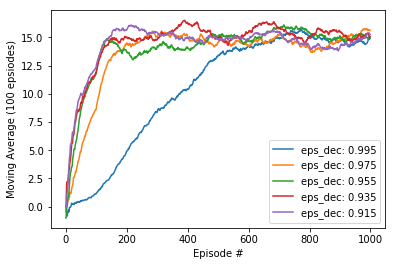 15.0
12.5
10.0
7.5
5.0
2.5
0.0
Moving Average (100 epsiodes)
0
200
400
600
800
1000
Episode #
eps_dec: 0.995
eps_dec: 0.975
eps_dec: 0.955
eps_dec: 0.935
eps_dec: 0.915